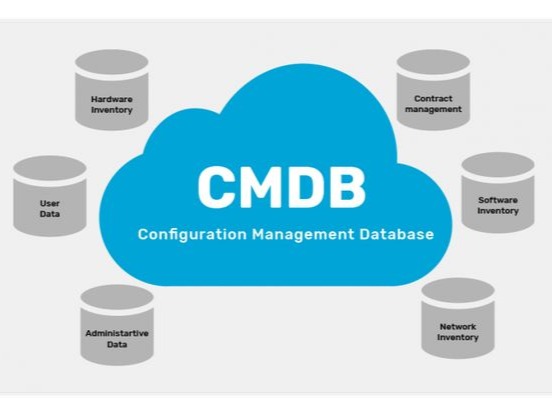 Hardware
Inventory
Contract
management
User
Data
CMDB
Configuration Management Database
Software
Inventory
Administartive
Data
Network
Inventory